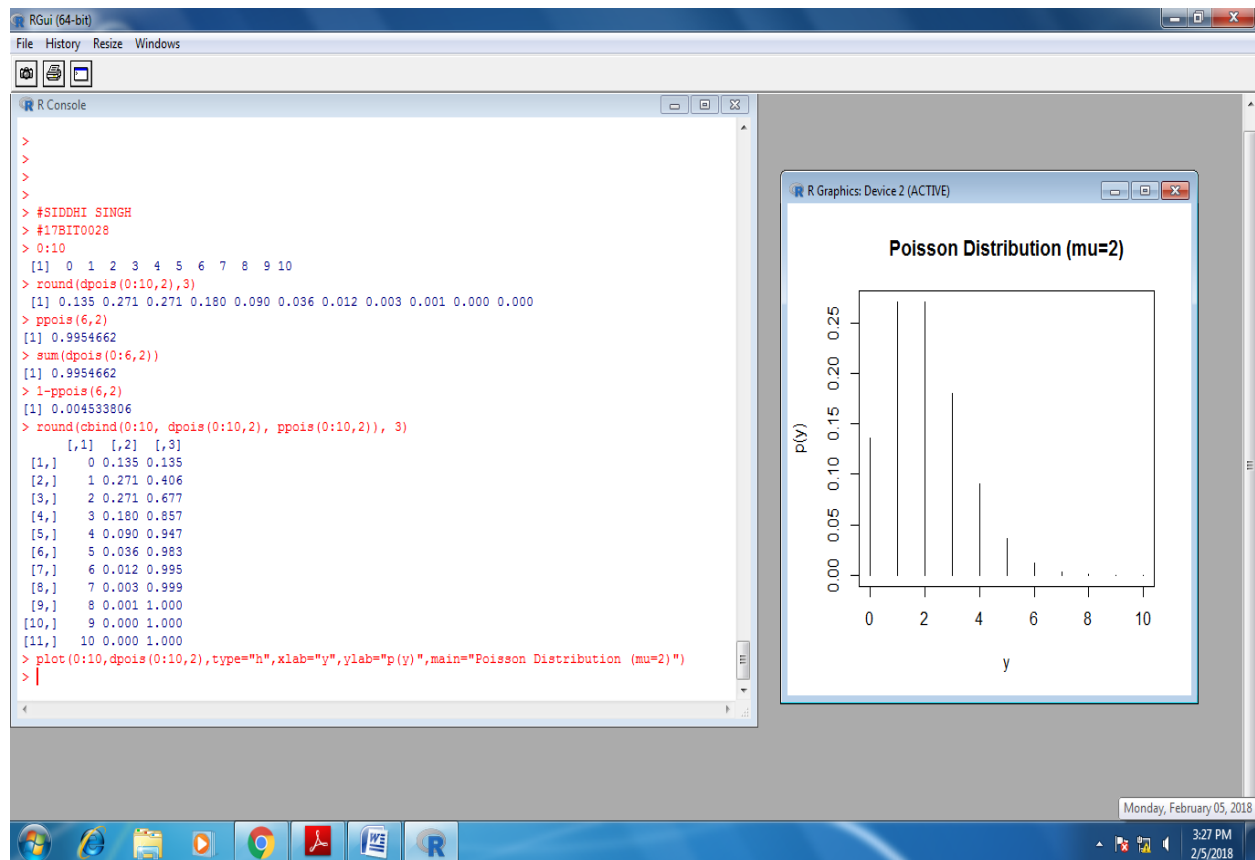 RGui (64-bit)
File History Resize Windows
R Console
>
>
>
>
> #SIDDHI SINGH
> #17BIT0028
> 0:10
[1] 0 1 2 3 4 5 6 7 8 9 10
> round(dpois(0:10,2),3)
[1] 0.135 0.271 0.271 0.180 0.090 0.036 0.012 0.003 0.001 0.000 0.000
> ppois(6,2)
[1] 0.9954662
> sum(dpois(0:6,2))
[1] 0.9954662
> 1-ppois(6,2)
[1] 0.004533806
> round(cbind(0:10, dpois(0:10,2), ppois(0:10,2)), 3)
[,1] [,2] [,3]
[1,] 0 0.135 0.135
[2,] 1 0.271 0.406
[3,] 2 0.271 0.677
[4,] 3 0.180 0.857
[5,] 4 0.090 0.947
[6,] 5 0.036 0.983
[7,] 6 0.012 0.995
[8,] 7 0.003 0.999
[9,] 8 0.001 1.000
[10,] 9 0.000 1.000
[11,] 10 0.000 1.000
> plot(0:10,dpois(0:10,2),type="h",xlab="y",ylab="p(y)",main="Poisson Distribution (mu=2)")
>
R Graphics: Device 2 (ACTIVE)
Poisson Distribution (mu=2)
p(y)
0.25
0.20
0.15
0.10
0.05
0.00
0 2 4 6 8 10
y
Monday, February 05, 2018
3:27 PM
2/5/2018